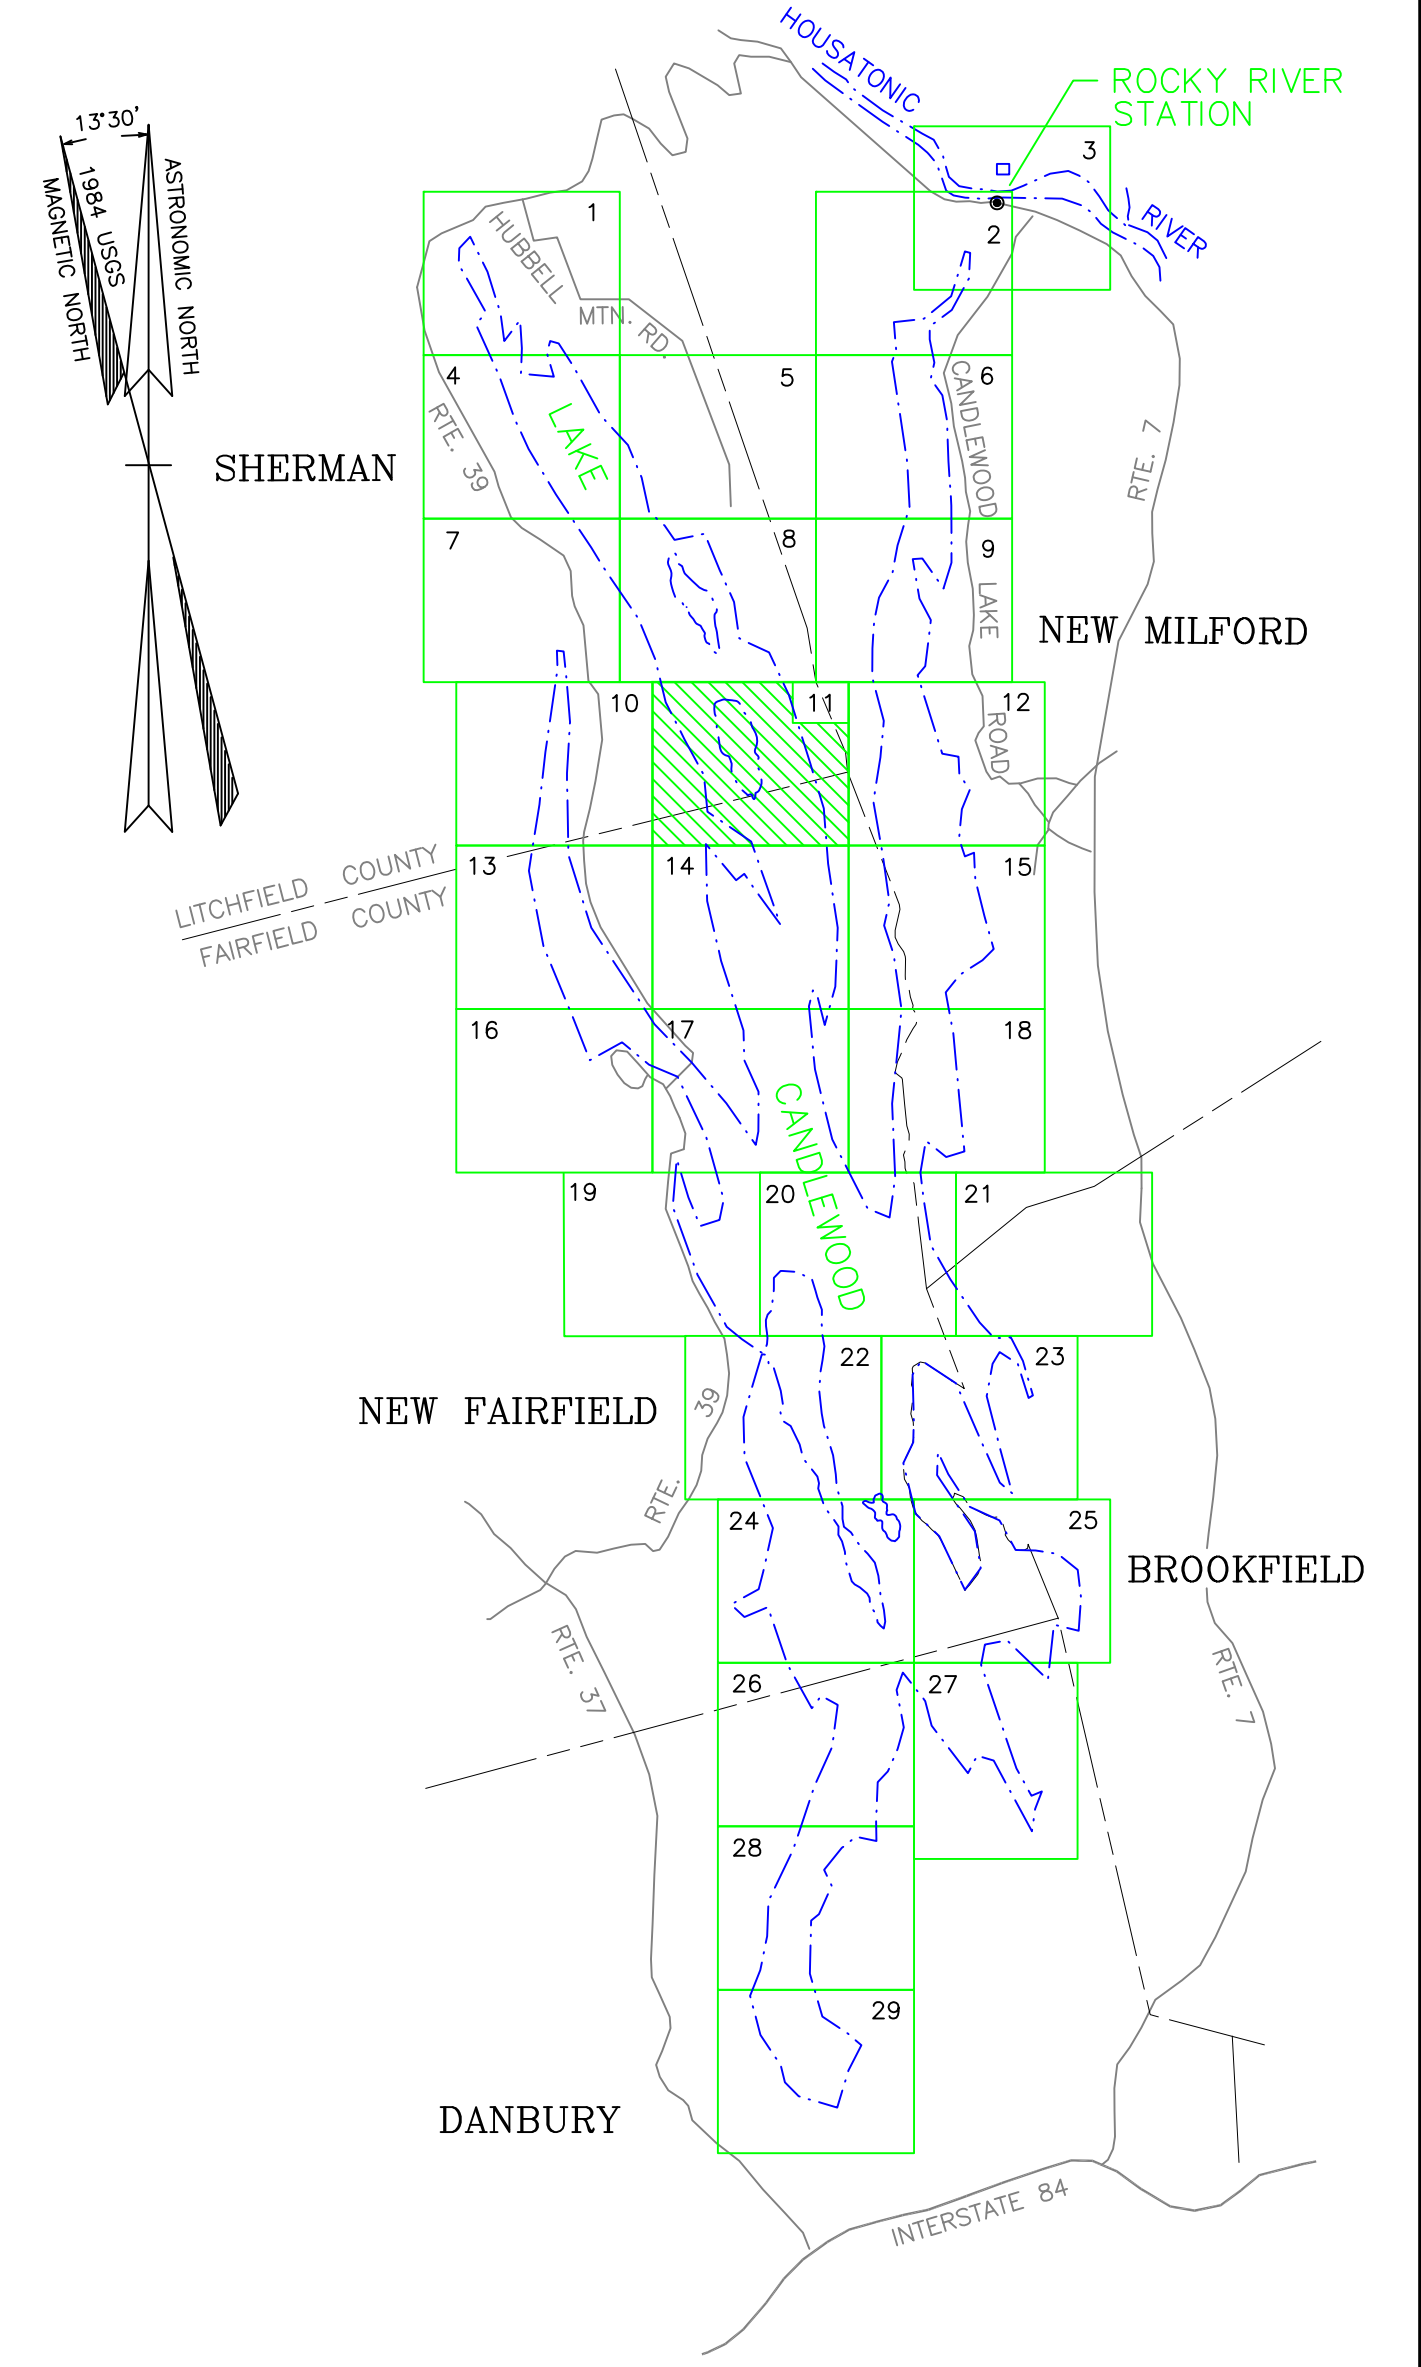 HOUSATONIC
ROCKY RIVER
STATION
13°30'
1984 USGS
MAGNETIC NORTH
ASTRONOMIC NORTH
3
1
2
RIVER
HUBBELL
MTN. RD.
4
5
6
RTE. 39
LAKE
CANDLEWOOD
RTE. 7
SHERMAN
7
8
9
LAKE
NEW MILFORD
10
11
12
ROAD
LITCHFIELD COUNTY
FAIRFIELD COUNTY
13
14
15
16
17
18
CANDLEWOOD
19
20
21
22
23
NEW FAIRFIELD
RTE. 39
24
25
BROOKFIELD
RTE. 37
RTE. 7
26
27
28
29
DANBURY
INTERSTATE 84